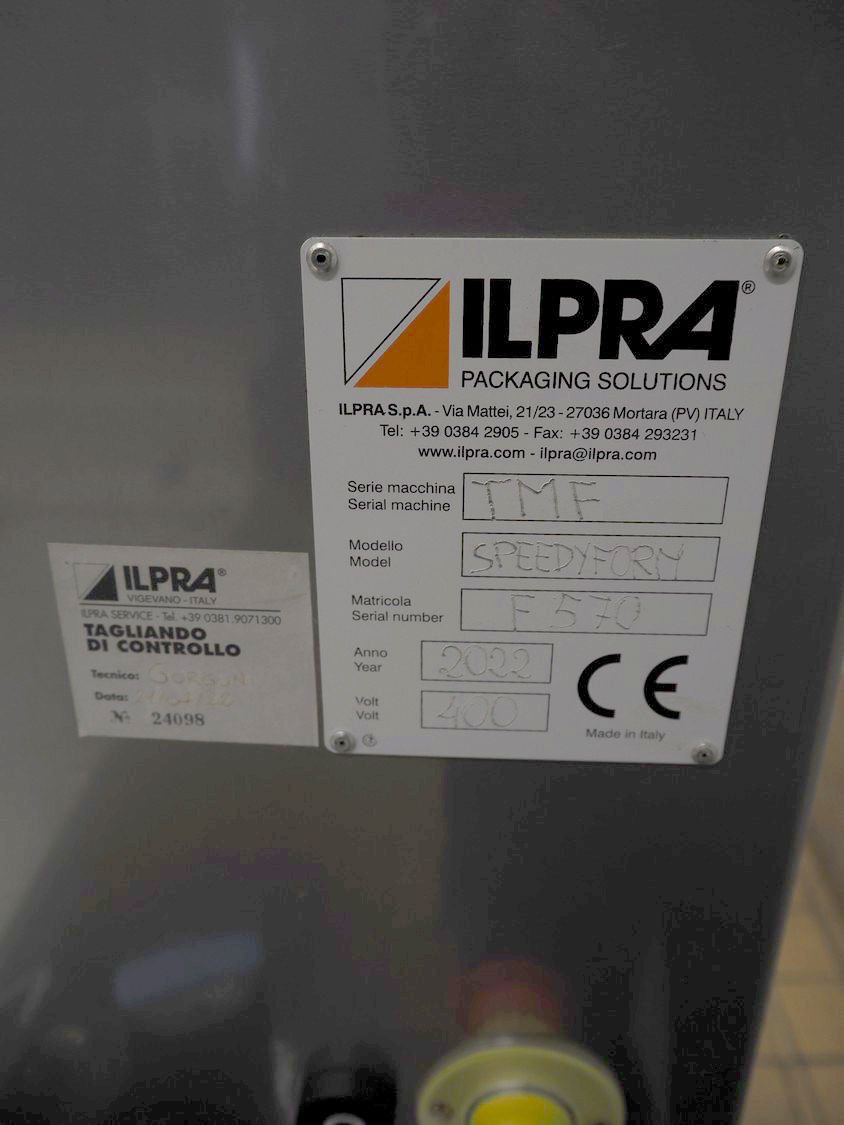 ILPRA®
PACKAGING SOLUTIONS
ILPRA S.p.A. - Via Mattei, 21/23 - 27036 Mortara (PV) ITALY
Tel: +39 0384 2905 - Fax: +39 0384 293231
www.ilpra.com - ilpra@ilpra.com
Serie macchina
Serial machine
TMF
Modello
Model
SPEEDYFORM
Matricola
Serial number
F570
Anno
Year
2022
Volt
Volt
400
CE
Made in Italy
ILPRA®
VIGEVANO - ITALY
ILPRA SERVICE - Tel. +39 0381.9071300
TAGLIANDO
DI CONTROLLO
Tecnico:
Data:
№ 24098